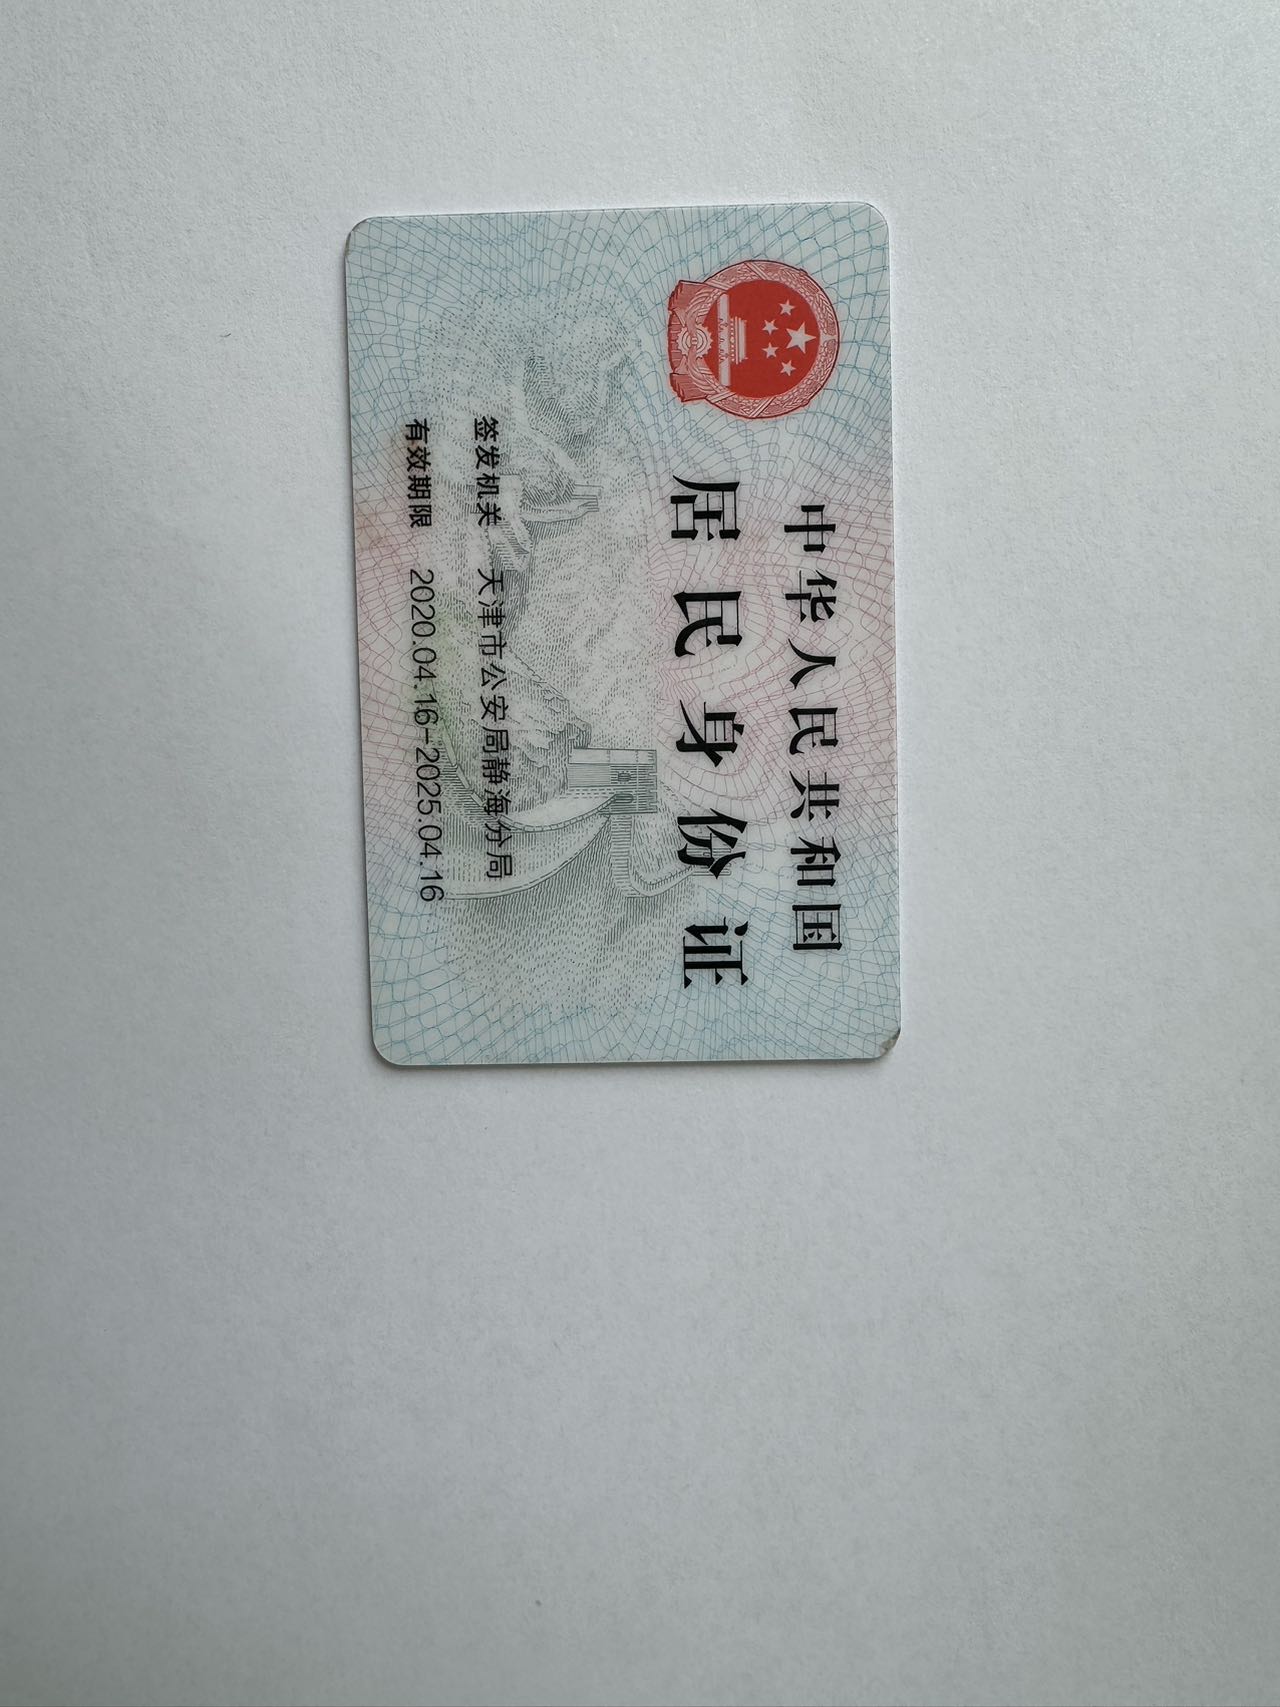 中华人民共和国
居民身份证
签发机关 天津市公安局静海分局
有效期限 2020.04.16-2025.04.16